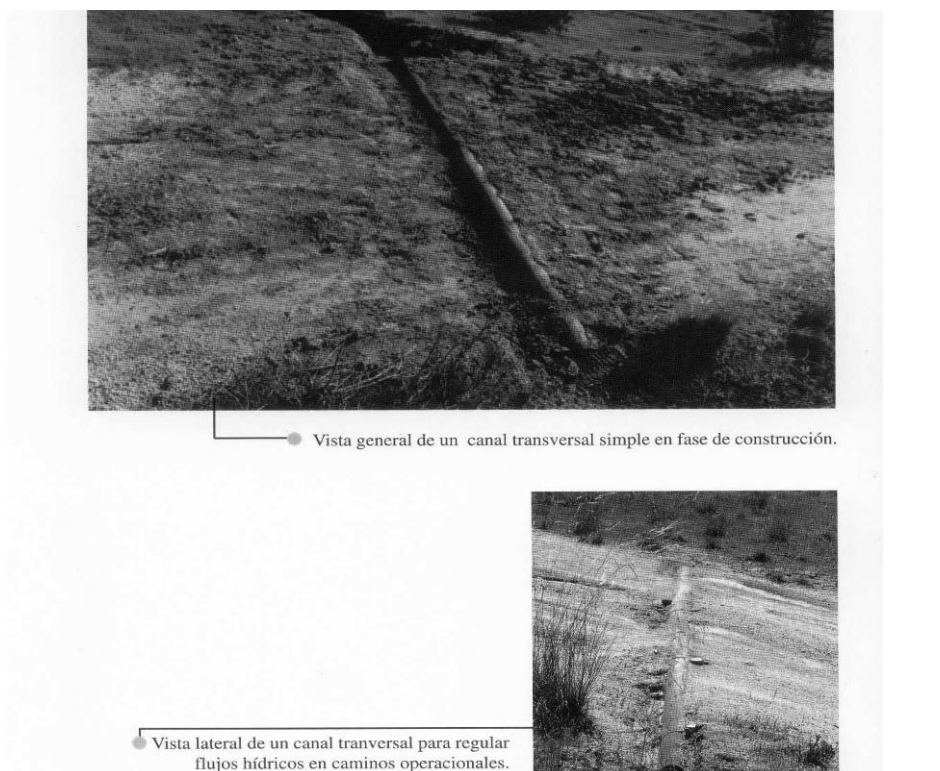 Vista general de un canal transversal simple en fase de construcción.
Vista lateral de un canal tranversal para regular
flujos hídricos en caminos operacionales.